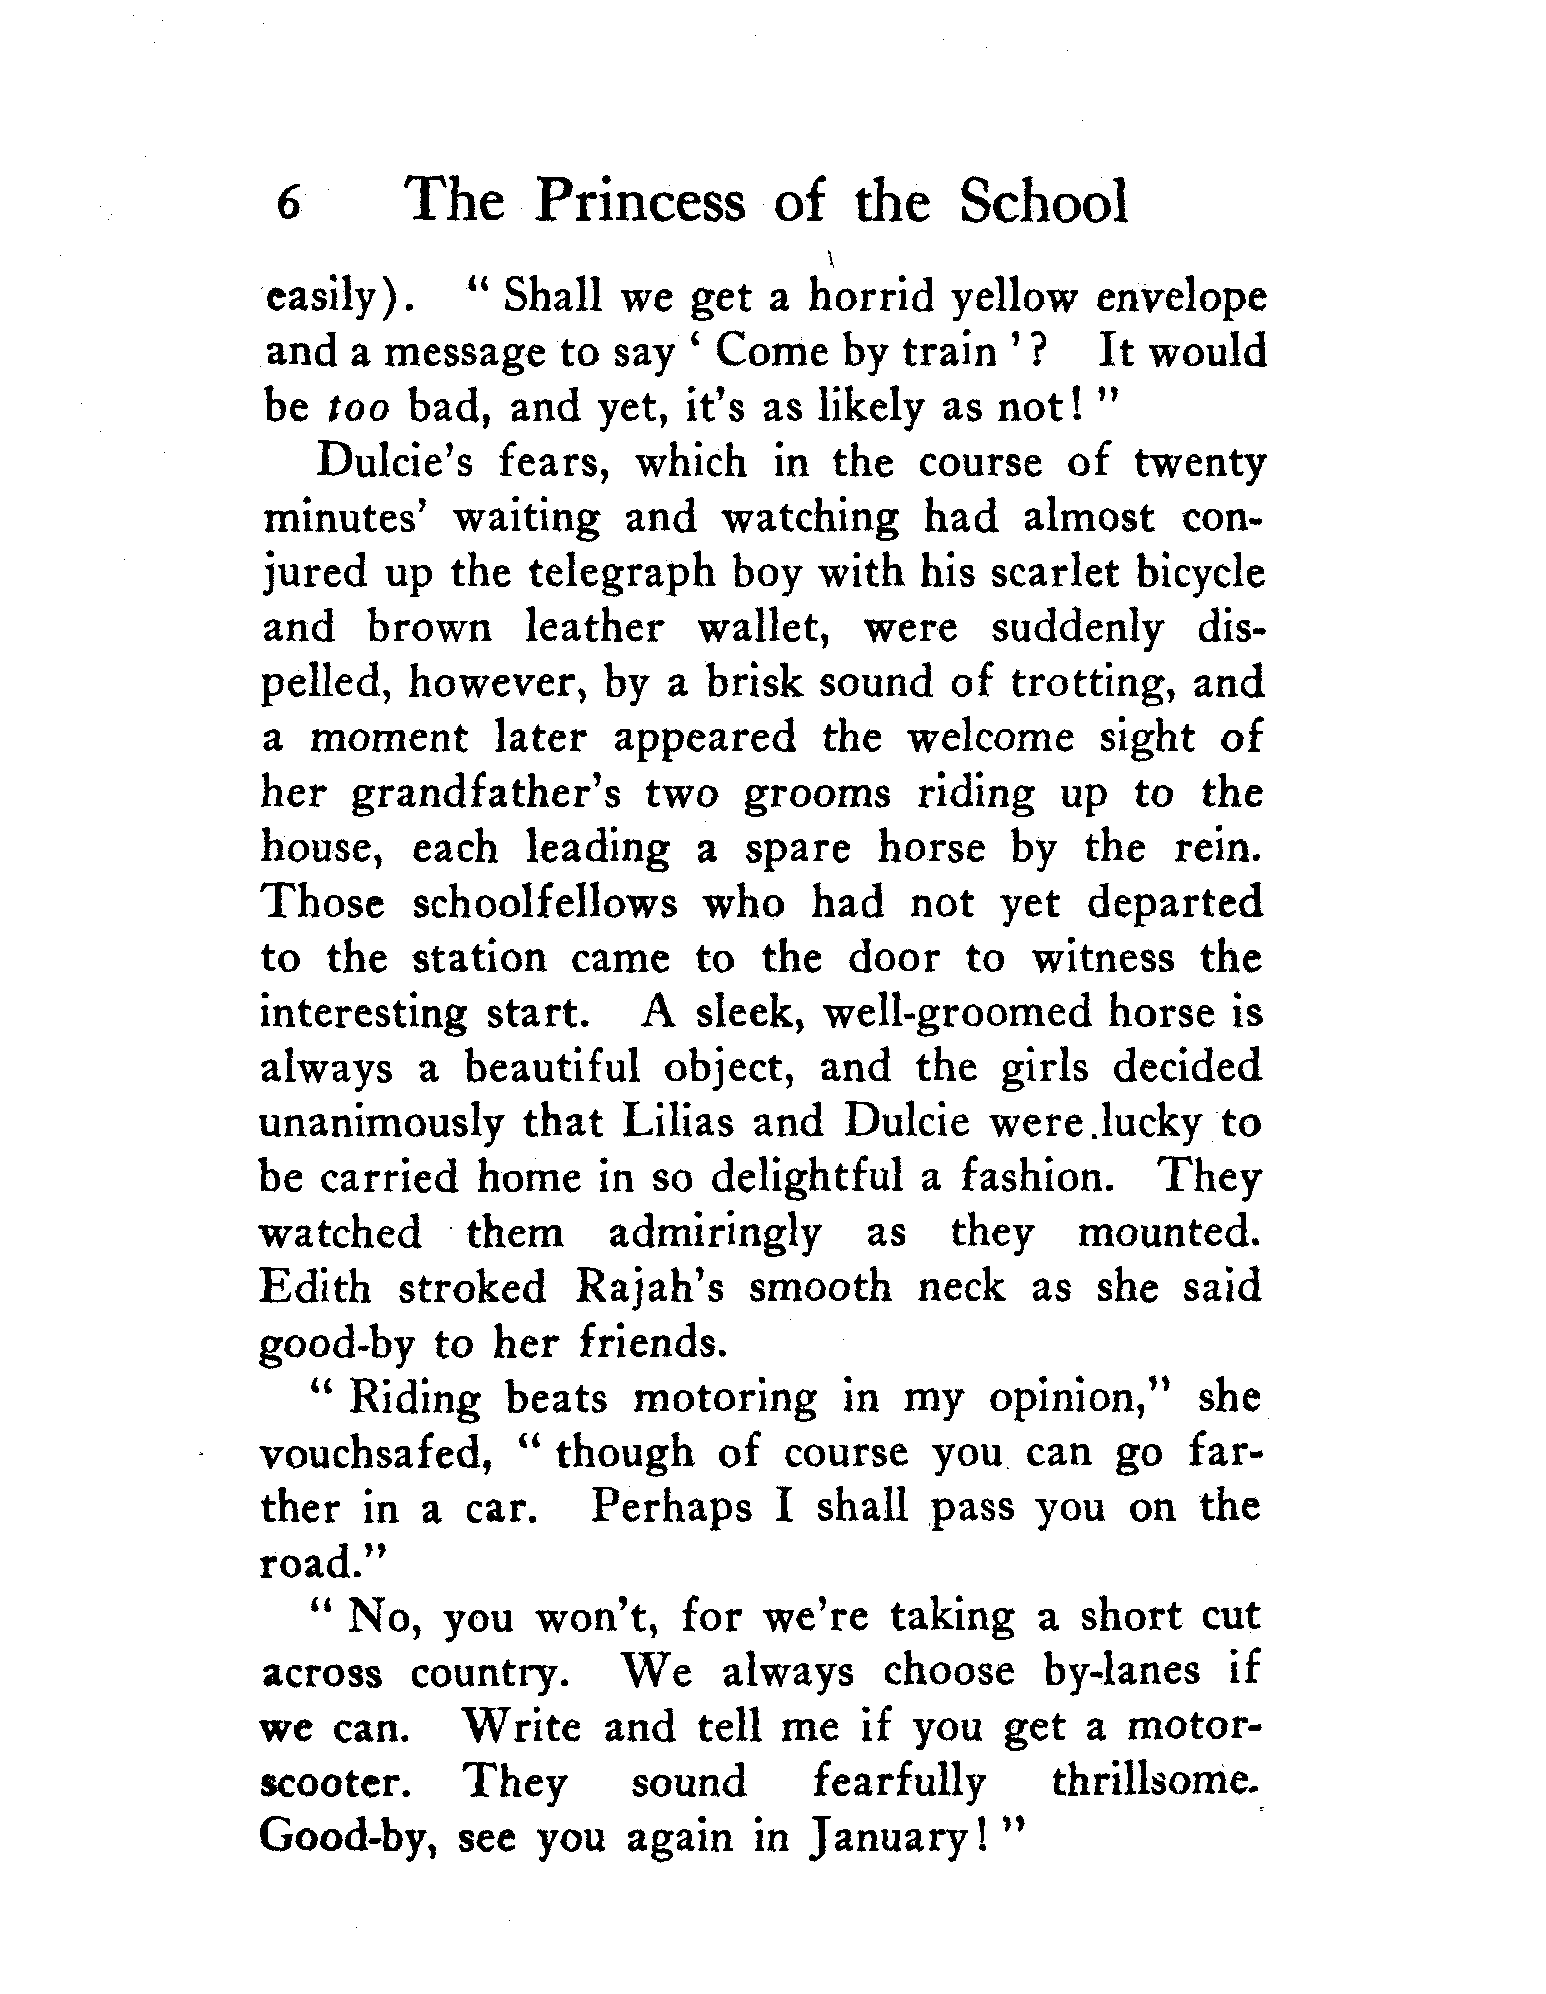 6 The Princess of the School
easily). “ Shall we get a horrid yellow envelope
and a message to say ‘ Come by train ’? It would
be too bad, and yet, it's as likely as not! ”
Dulcie's fears, which in the course of twenty
minutes' waiting and watching had almost con-
jured up the telegraph boy with his scarlet bicycle
and brown leather wallet, were suddenly dis-
pelled, however, by a brisk sound of trotting, and
a moment later appeared the welcome sight of
her grandfather's two grooms riding up to the
house, each leading a spare horse by the rein.
Those schoolfellows who had not yet departed
to the station came to the door to witness the
interesting start. A sleek, well-groomed horse is
always a beautiful object, and the girls decided
unanimously that Lilias and Dulcie were lucky to
be carried home in so delightful a fashion. They
watched them admiringly as they mounted.
Edith stroked Rajah's smooth neck as she said
good-by to her friends.
“ Riding beats motoring in my opinion,” she
vouchsafed, “ though of course you can go far-
ther in a car. Perhaps I shall pass you on the
road.”
“ No, you won't, for we're taking a short cut
across country. We always choose by-lanes if
we can. Write and tell me if you get a motor-
scooter. They sound fearfully thrillsome.
Good-by, see you again in January! ”